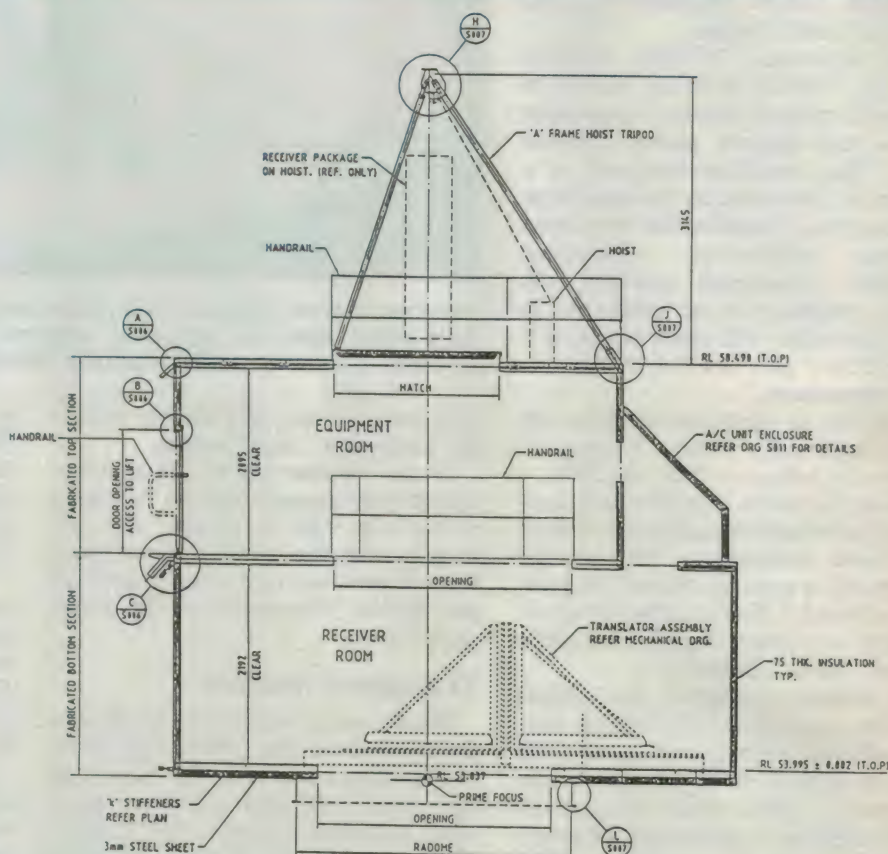 H
S007
'A' FRAME HOIST TRIPOD
RECEIVER PACKAGE
ON HOIST. (REF. ONLY)
3145
HANDRAIL
HOIST
A
S006
J
S007
RL 58.490 (T.O.P)
HATCH
B
S006
FABRICATED TOP SECTION
EQUIPMENT
ROOM
A/C UNIT ENCLOSURE
REFER DRG S011 FOR DETAILS
HANDRAIL
HANDRAIL
DOOR OPENING
ACCESS TO LIFT
CLEAR
OPENING
C
S006
FABRICATED BOTTOM SECTION
RECEIVER
ROOM
TRANSLATOR ASSEMBLY
REFER MECHANICAL DRG.
2192
CLEAR
75 THK. INSULATION
TYP.
RL 53.995 ± 0.002 (T.O.P)
RL 53.837
PRIME FOCUS
STIFFENERS
REFER PLAN
OPENING
3mm STEEL SHEET
RADOME
L
S007